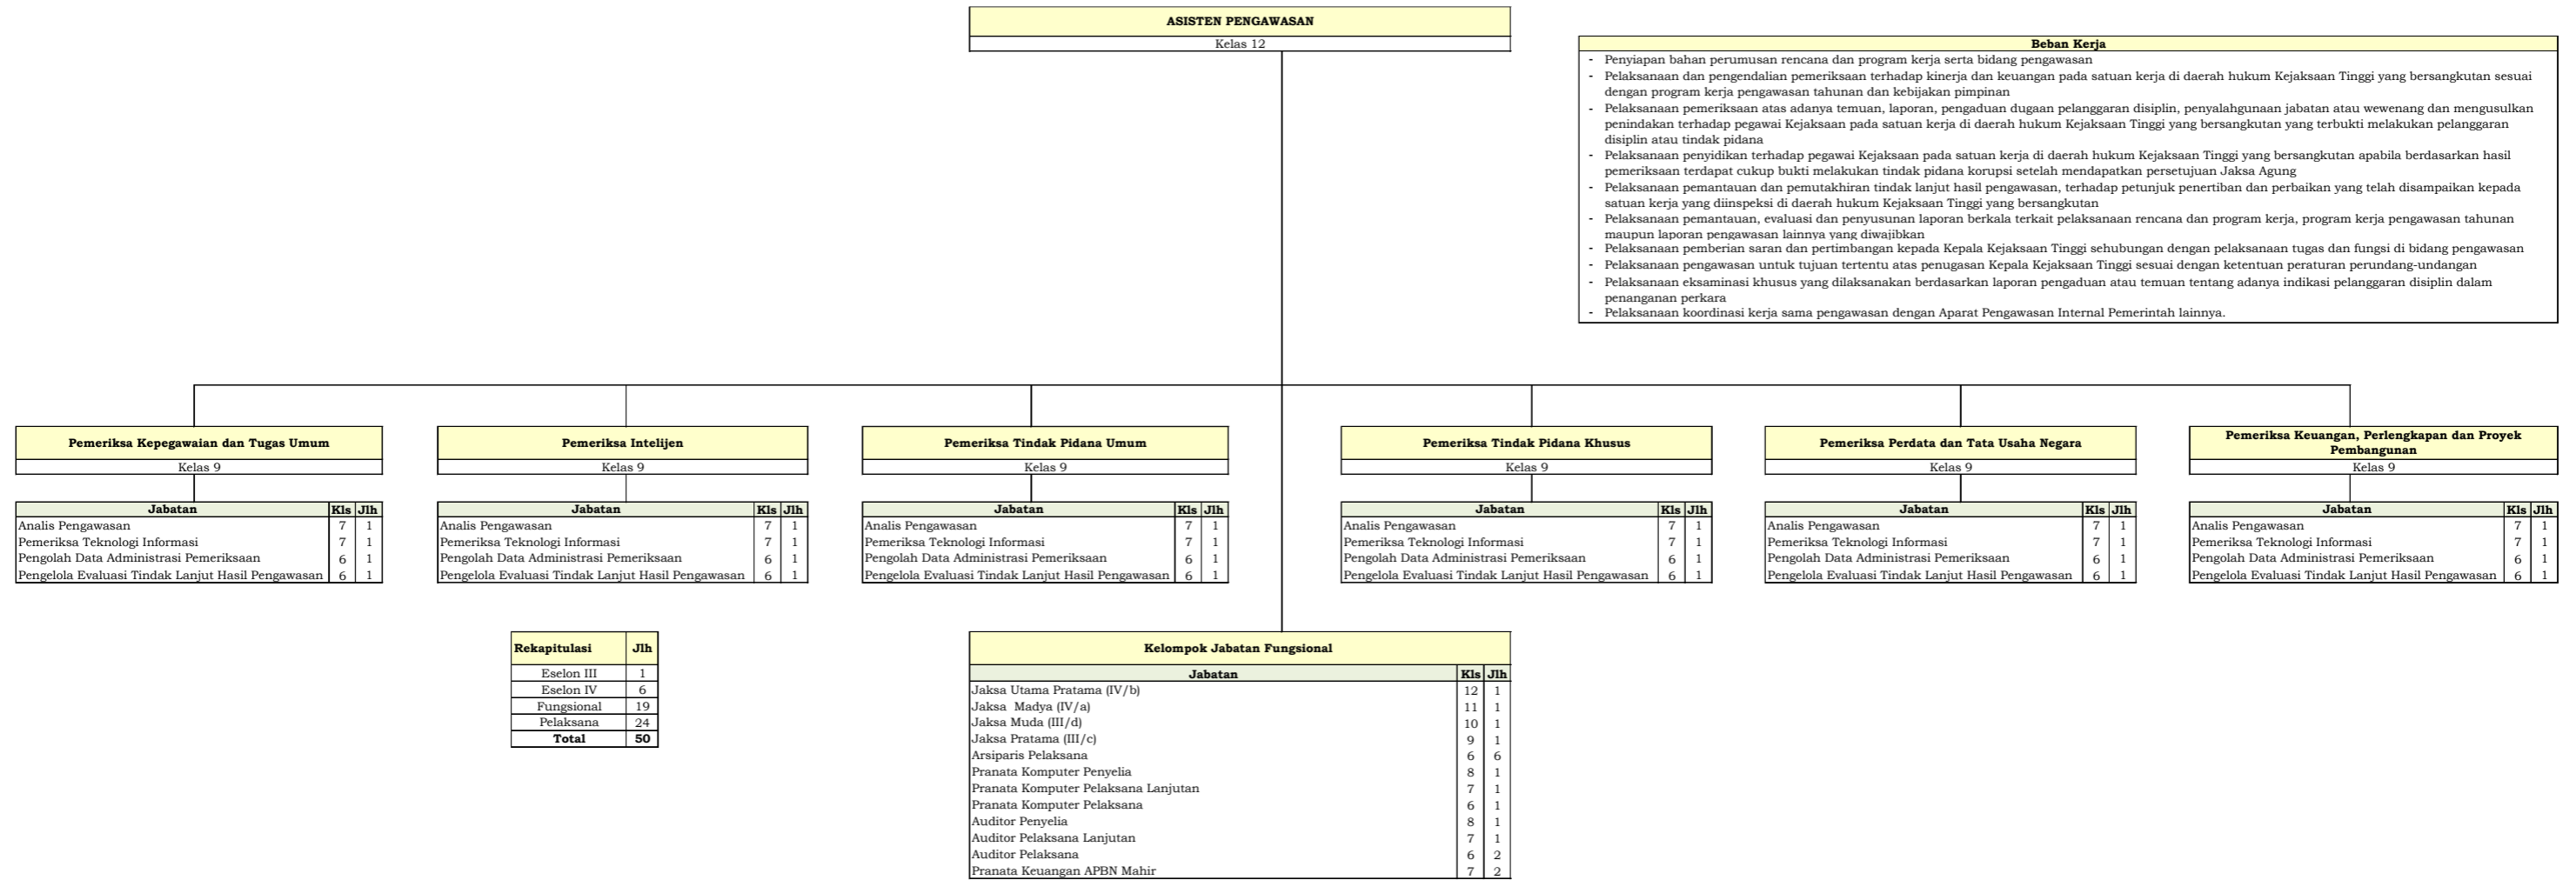 ASISTEN PENGAWASAN
Kelas 12
Beban Kerja
- Penyiapan bahan perumusan rencana dan program kerja serta bidang pengawasan
- Pelaksanaan dan pengendalian pemeriksaan terhadap kinerja dan keuangan pada satuan kerja di daerah hukum Kejaksaan Tinggi yang bersangkutan sesuai
dengan program kerja pengawasan tahunan dan kebijakan pimpinan
- Pelaksanaan pemeriksaan atas adanya temuan, laporan, pengaduan dugaan pelanggaran disiplin, penyalahgunaan jabatan atau wewenang dan mengusulkan
penindakan terhadap pegawai Kejaksaan pada satuan kerja di daerah hukum Kejaksaan Tinggi yang bersangkutan yang terbukti melakukan pelanggaran
disiplin atau tindak pidana
- Pelaksanaan penyidikan terhadap pegawai Kejaksaan pada satuan kerja di daerah hukum Kejaksaan Tinggi yang bersangkutan apabila berdasarkan hasil
pemeriksaan terdapat cukup bukti melakukan tindak pidana korupsi setelah mendapatkan persetujuan Jaksa Agung
- Pelaksanaan pemantauan dan pemutakhiran tindak lanjut hasil pengawasan, terhadap petunjuk penertiban dan perbaikan yang telah disampaikan kepada
satuan kerja yang diinspeksi di daerah hukum Kejaksaan Tinggi yang bersangkutan
- Pelaksanaan pemantauan, evaluasi dan penyusunan laporan berkala terkait pelaksanaan rencana dan program kerja, program kerja pengawasan tahunan
maupun laporan pengawasan lainnya yang diwajibkan
- Pelaksanaan pemberian saran dan pertimbangan kepada Kepala Kejaksaan Tinggi sehubungan dengan pelaksanaan tugas dan fungsi di bidang pengawasan
- Pelaksanaan pengawasan untuk tujuan tertentu atas penugasan Kepala Kejaksaan Tinggi sesuai dengan ketentuan peraturan perundang-undangan
- Pelaksanaan eksaminasi khusus yang dilaksanakan berdasarkan laporan pengaduan atau temuan tentang adanya indikasi pelanggaran disiplin dalam
penanganan perkara
- Pelaksanaan koordinasi kerja sama pengawasan dengan Aparat Pengawasan Internal Pemerintah lainnya.
Pemeriksa Kepegawaian dan Tugas Umum
Kelas 9
Jabatan Kls Jlh
Analis Pengawasan 7 1
Pemeriksa Teknologi Informasi 7 1
Pengolah Data Administrasi Pemeriksaan 6 1
Pengelola Evaluasi Tindak Lanjut Hasil Pengawasan 6 1
Pemeriksa Intelijen
Kelas 9
Jabatan Kls Jlh
Analis Pengawasan 7 1
Pemeriksa Teknologi Informasi 7 1
Pengolah Data Administrasi Pemeriksaan 6 1
Pengelola Evaluasi Tindak Lanjut Hasil Pengawasan 6 1
Pemeriksa Tindak Pidana Umum
Kelas 9
Jabatan Kls Jlh
Analis Pengawasan 7 1
Pemeriksa Teknologi Informasi 7 1
Pengolah Data Administrasi Pemeriksaan 6 1
Pengelola Evaluasi Tindak Lanjut Hasil Pengawasan 6 1
Pemeriksa Tindak Pidana Khusus
Kelas 9
Jabatan Kls Jlh
Analis Pengawasan 7 1
Pemeriksa Teknologi Informasi 7 1
Pengolah Data Administrasi Pemeriksaan 6 1
Pengelola Evaluasi Tindak Lanjut Hasil Pengawasan 6 1
Pemeriksa Perdata dan Tata Usaha Negara
Kelas 9
Jabatan Kls Jlh
Analis Pengawasan 7 1
Pemeriksa Teknologi Informasi 7 1
Pengolah Data Administrasi Pemeriksaan 6 1
Pengelola Evaluasi Tindak Lanjut Hasil Pengawasan 6 1
Pemeriksa Keuangan, Perlengkapan dan Proyek
Pembangunan
Kelas 9
Jabatan Kls Jlh
Analis Pengawasan 7 1
Pemeriksa Teknologi Informasi 7 1
Pengolah Data Administrasi Pemeriksaan 6 1
Pengelola Evaluasi Tindak Lanjut Hasil Pengawasan 6 1
Rekapitulasi Jlh
Eselon III 1
Eselon IV 6
Fungsional 19
Pelaksana 24
Total 50
Kelompok Jabatan Fungsional
Jabatan Kls Jlh
Jaksa Utama Pratama (IV/b) 12 1
Jaksa Madya (IV/a) 11 1
Jaksa Muda (III/d) 10 1
Jaksa Pratama (III/c) 9 1
Arsiparis Pelaksana 6 6
Pranata Komputer Penyelia 8 1
Pranata Komputer Pelaksana Lanjutan 7 1
Pranata Komputer Pelaksana 6 1
Auditor Penyelia 8 1
Auditor Pelaksana Lanjutan 7 1
Auditor Pelaksana 6 2
Pranata Keuangan APBN Mahir 7 2